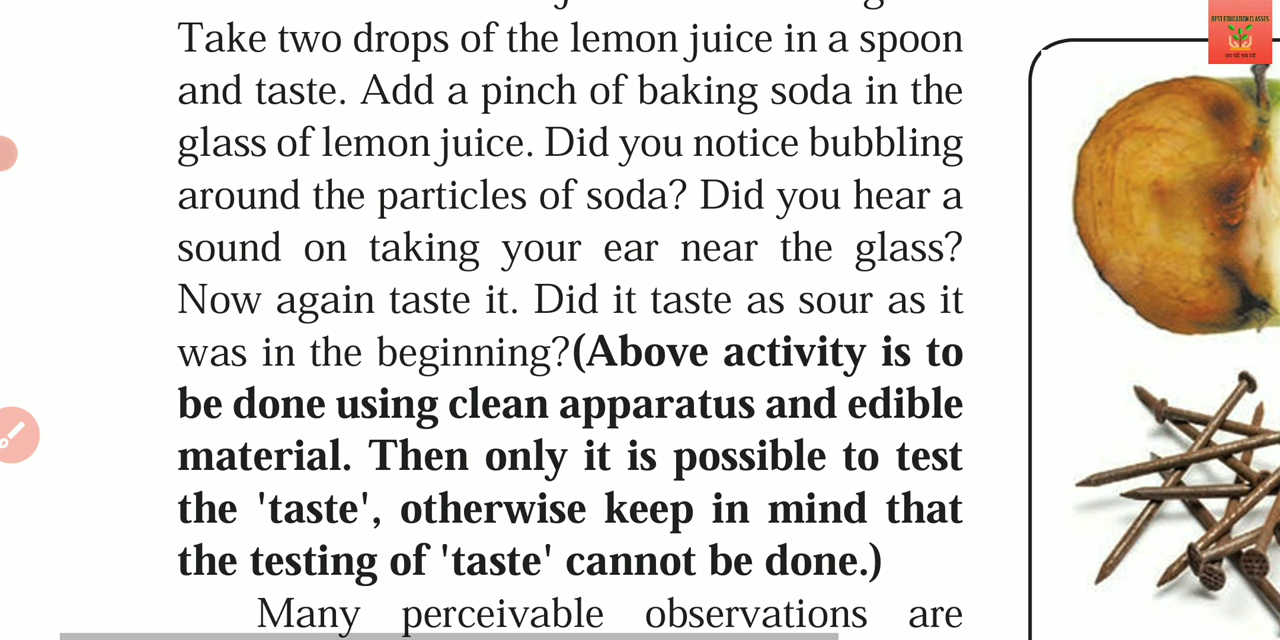 Take two drops of the lemon juice in a spoon
and taste. Add a pinch of baking soda in the
glass of lemon juice. Did you notice bubbling
around the particles of soda? Did you hear a
sound on taking your ear near the glass?
Now again taste it. Did it taste as sour as it
was in the beginning?(Above activity is to
be done using clean apparatus and edible
material. Then only it is possible to test
the 'taste', otherwise keep in mind that
the testing of 'taste' cannot be done.)
Many perceivable observations are
BEST EDUCATION CLASSES